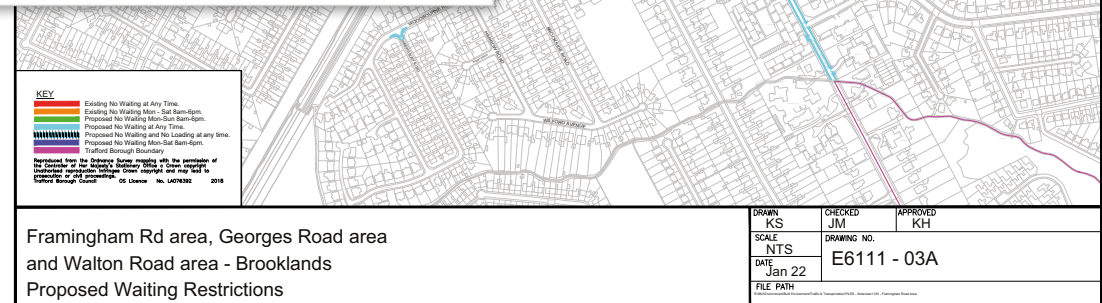 WILFORD AVENUE
KEY
Existing No Waiting at Any Time.
Existing No Waiting Mon - Sat 8am-6pm.
Proposed No Waiting Mon-Sun 8am-6pm.
Proposed No Waiting at Any Time.
Proposed No Waiting and No Loading at any time.
Proposed No Waiting Mon-Sat 8am-6pm.
Trafford Borough Boundary
Reproduced from the Ordnance Survey mapping with the permission of
the Controller of Her Majesty's Stationery Office © Crown copyright
Unauthorised reproduction infringes Crown copyright and may lead to
prosecution or civil proceedings.
Trafford Borough Council OS Licence No. LA076392 2018
Framingham Rd area, Georges Road area
and Walton Road area - Brooklands
Proposed Waiting Restrictions
DRAWN CHECKED APPROVED
KS JM KH
SCALE DRAWING NO.
NTS
E6111 - 03A
DATE
Jan 22
FILE PATH